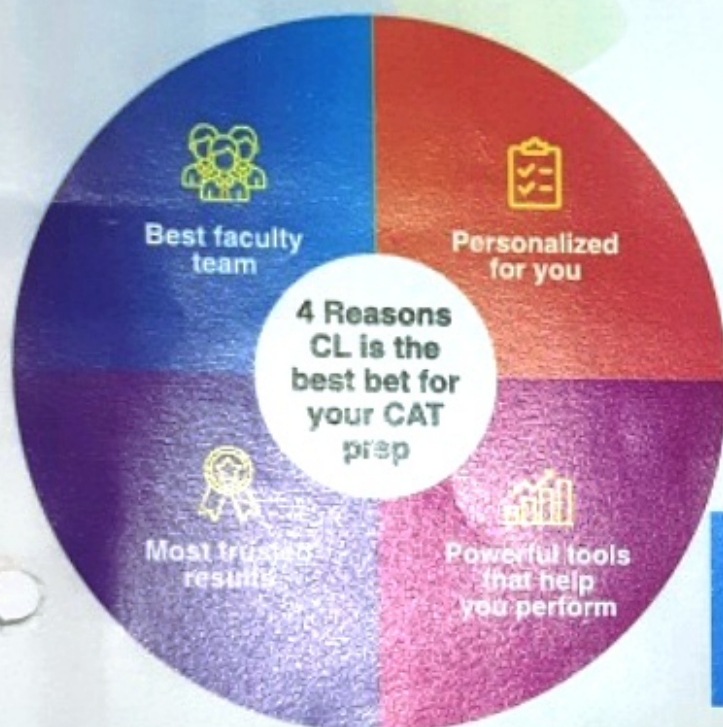 Best faculty
team
Personalized
for you
4 Reasons
CL is the
best bet for
your CAT
prep
Most trusted
results
Powerful tools
that help
you perform